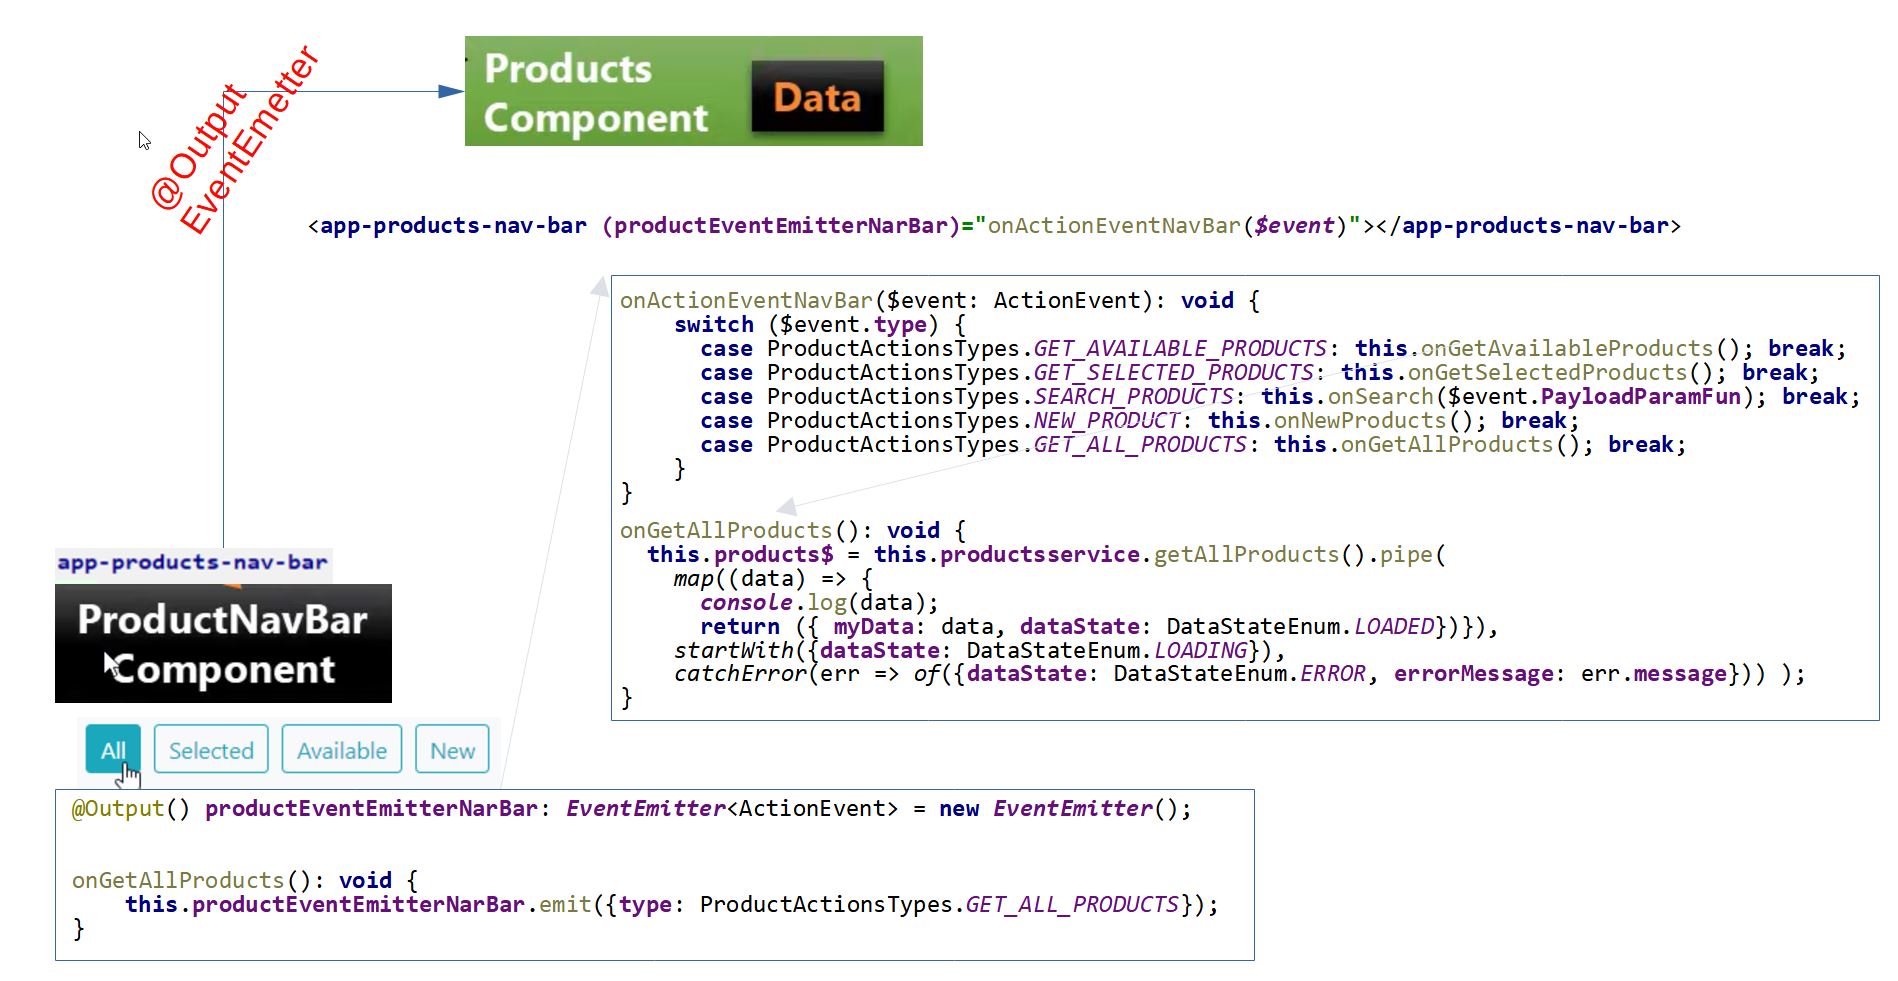 @Output
EventEmetter
Products
Component
Data
<app-products-nav-bar (productEventEmitterNarBar)="onActionEventNavBar($event)"></app-products-nav-bar>
onActionEventNavBar($event: ActionEvent): void {
switch ($event.type) {
case ProductActionsTypes.GET_AVAILABLE_PRODUCTS: this.onGetAvailableProducts(); break;
case ProductActionsTypes.GET_SELECTED_PRODUCTS: this.onGetSelectedProducts(); break;
case ProductActionsTypes.SEARCH_PRODUCTS: this.onSearch($event.PayloadParamFun); break;
case ProductActionsTypes.NEW_PRODUCT: this.onNewProducts(); break;
case ProductActionsTypes.GET_ALL_PRODUCTS: this.onGetAllProducts(); break;
}
}
onGetAllProducts(): void {
this.products$ = this.productsservice.getAllProducts().pipe(
map((data) => {
console.log(data);
return ({ myData: data, dataState: DataStateEnum.LOADED})}),
startWith({dataState: DataStateEnum.LOADING}),
catchError(err => of({dataState: DataStateEnum.ERROR, errorMessage: err.message})) );
}
app-products-nav-bar
ProductNavBar
Component
All Selected Available New
@Output() productEventEmitterNarBar: EventEmitter<ActionEvent> = new EventEmitter();
onGetAllProducts(): void {
this.productEventEmitterNarBar.emit({type: ProductActionsTypes.GET_ALL_PRODUCTS});
}